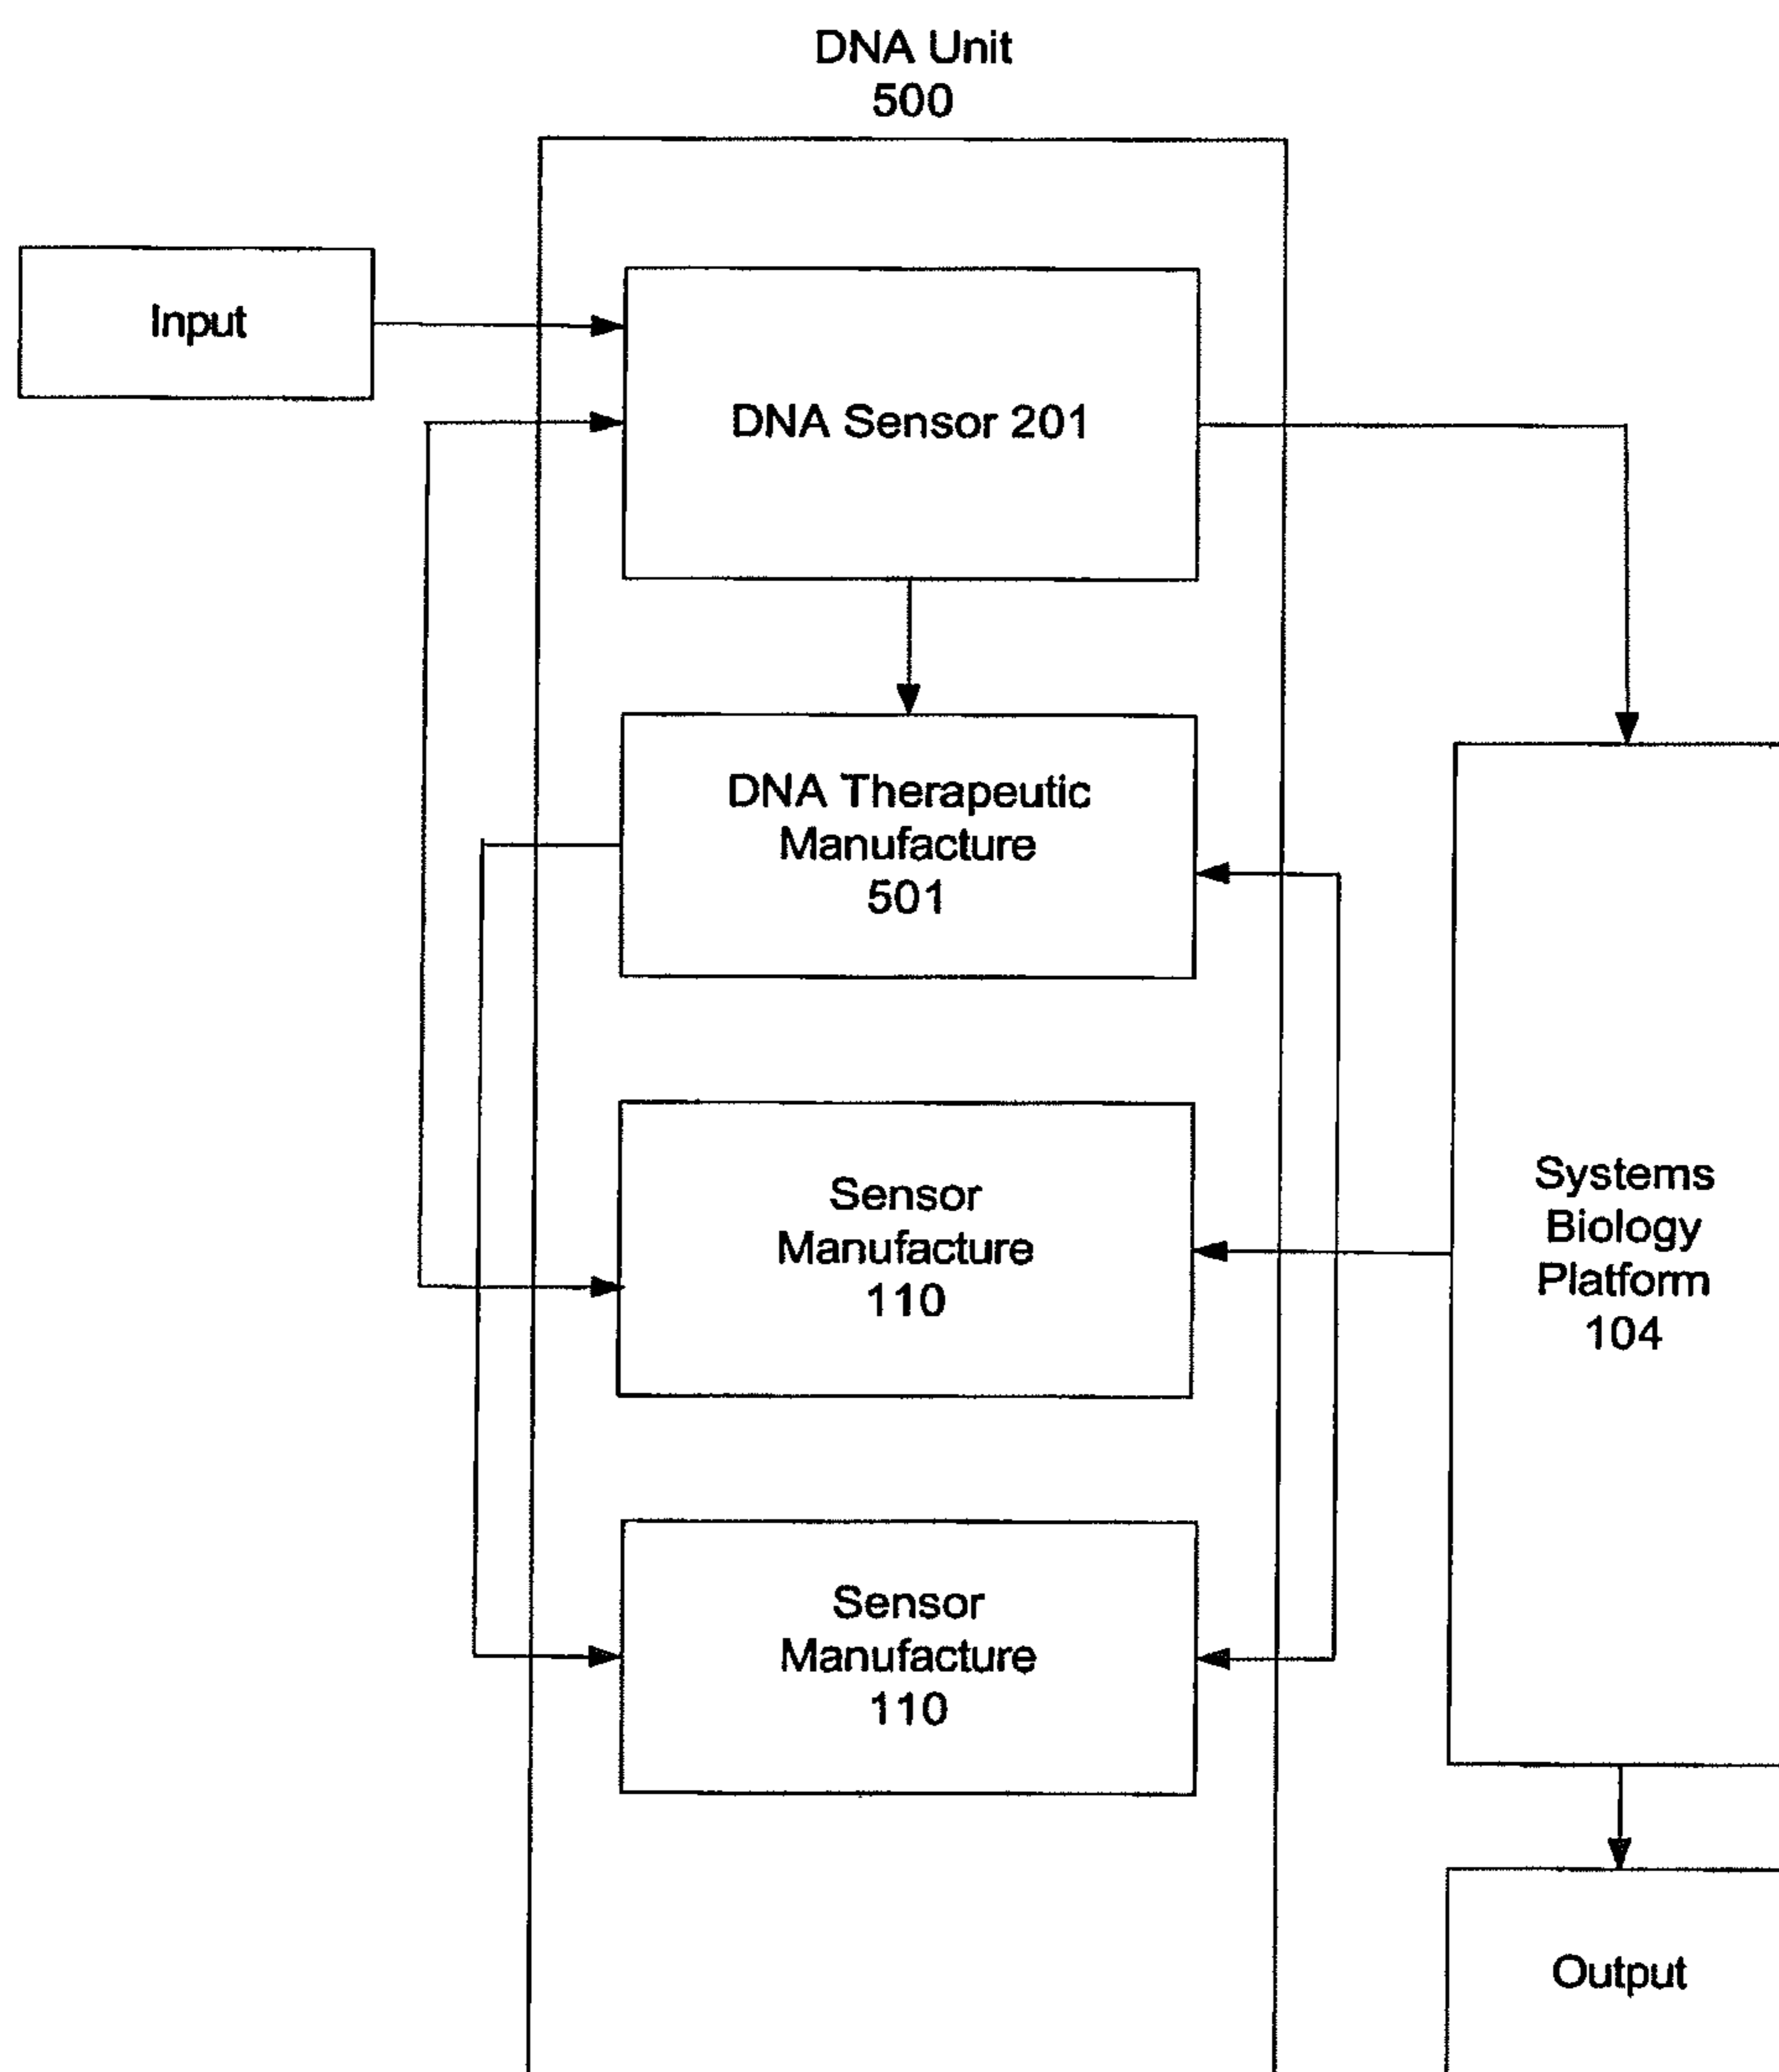 DNA Unit
500
Input
DNA Sensor 201
DNA Therapeutic
Manufacture
501
Sensor
Manufacture
110
Systems
Biology
Platform
104
Sensor
Manufacture
110
Output